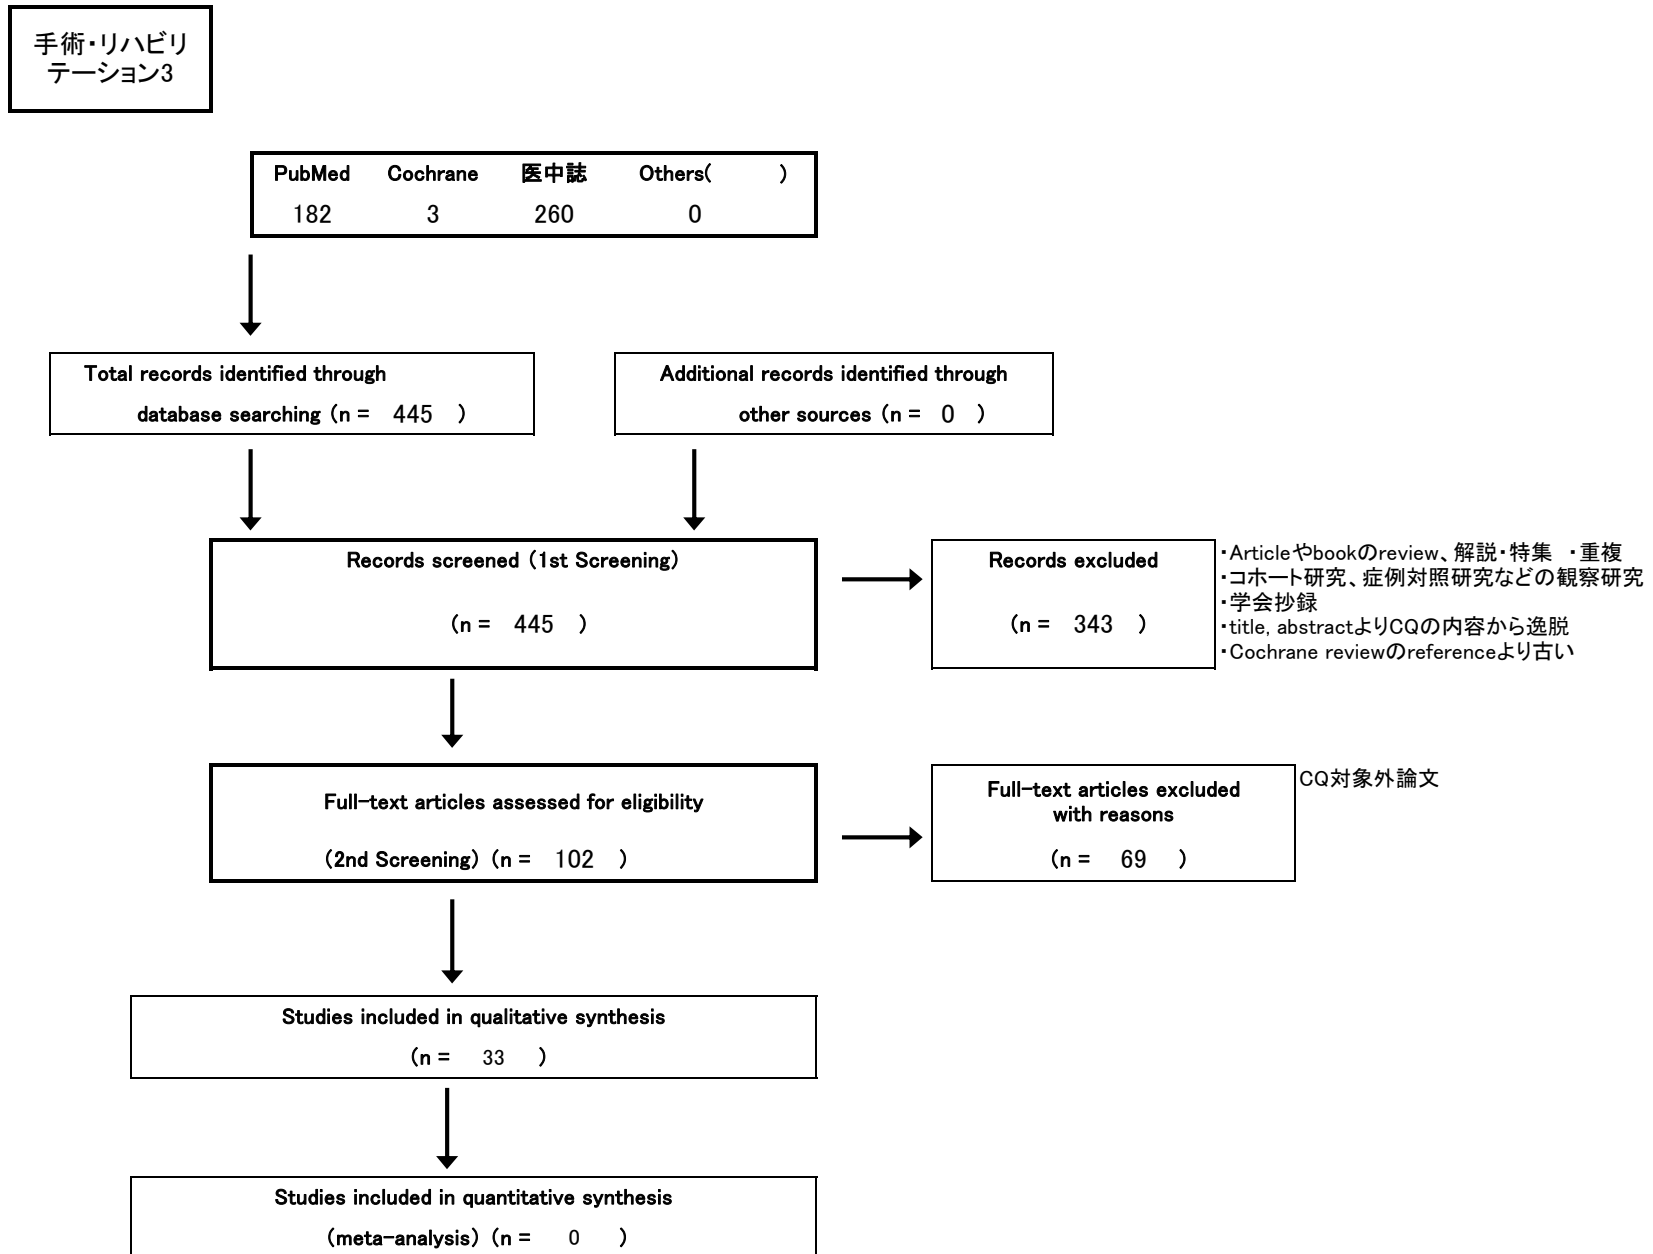 手術・リハビリ
テーション3
PubMed Cochrane 医中誌 Others( )
182 3 260 0
Total records identified through
database searching (n = 445 )
Additional records identified through
other sources (n = 0 )
Records screened (1st Screening)
(n = 445 )
Records excluded
(n = 343 )
・Articleやbookのreview、解説・特集 ・重複
・コホート研究、症例対照研究などの観察研究
・学会抄録
・title, abstractよりCQの内容から逸脱
・Cochrane reviewのreferenceより古い
Full-text articles assessed for eligibility
(2nd Screening) (n = 102 )
Full-text articles excluded
with reasons
(n = 69 )
CQ対象外論文
Studies included in qualitative synthesis
(n = 33 )
Studies included in quantitative synthesis
(meta-analysis) (n = 0 )